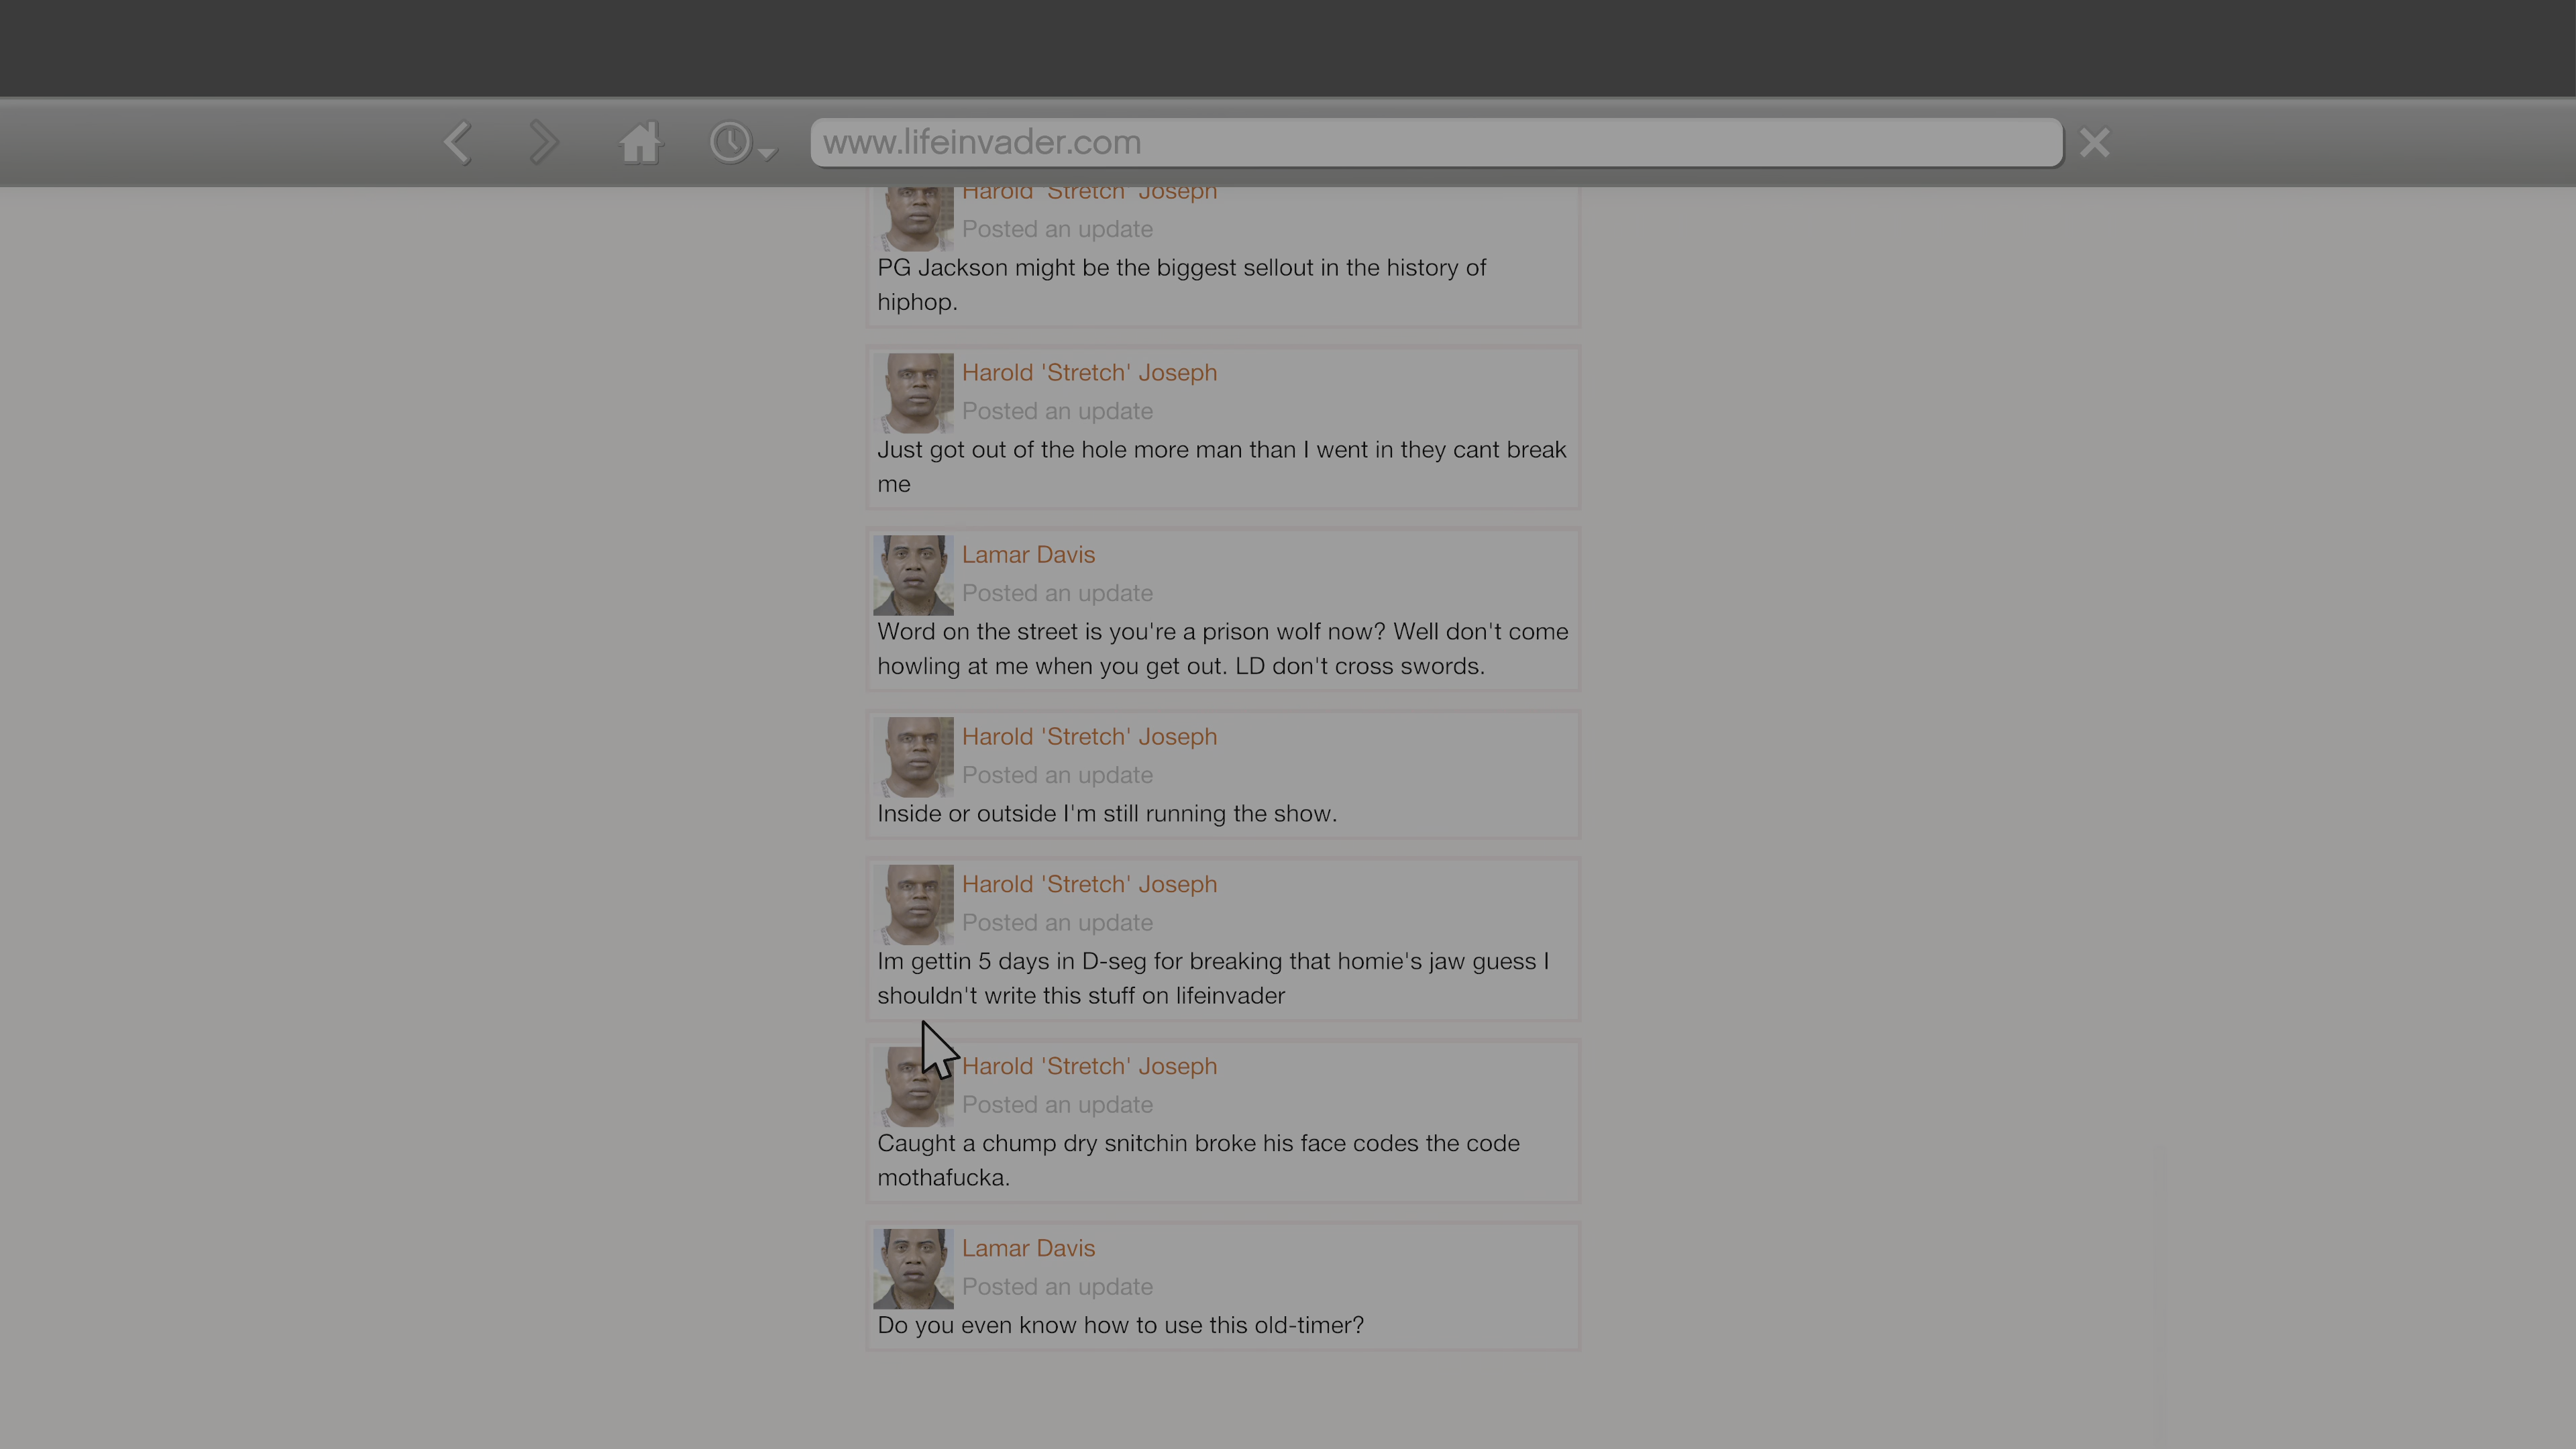 www.lifeinvader.com
Harold 'Stretch' Joseph
Posted an update
PG Jackson might be the biggest sellout in the history of
hiphop.
Harold 'Stretch' Joseph
Posted an update
Just got out of the hole more man than I went in they cant break
me
Lamar Davis
Posted an update
Word on the street is you're a prison wolf now? Well don't come
howling at me when you get out. LD don't cross swords.
Harold 'Stretch' Joseph
Posted an update
Inside or outside I'm still running the show.
Harold 'Stretch' Joseph
Posted an update
Im gettin 5 days in D-seg for breaking that homie's jaw guess I
shouldn't write this stuff on lifeinvader
Harold 'Stretch' Joseph
Posted an update
Caught a chump dry snitchin broke his face codes the code
mothafucka.
Lamar Davis
Posted an update
Do you even know how to use this old-timer?